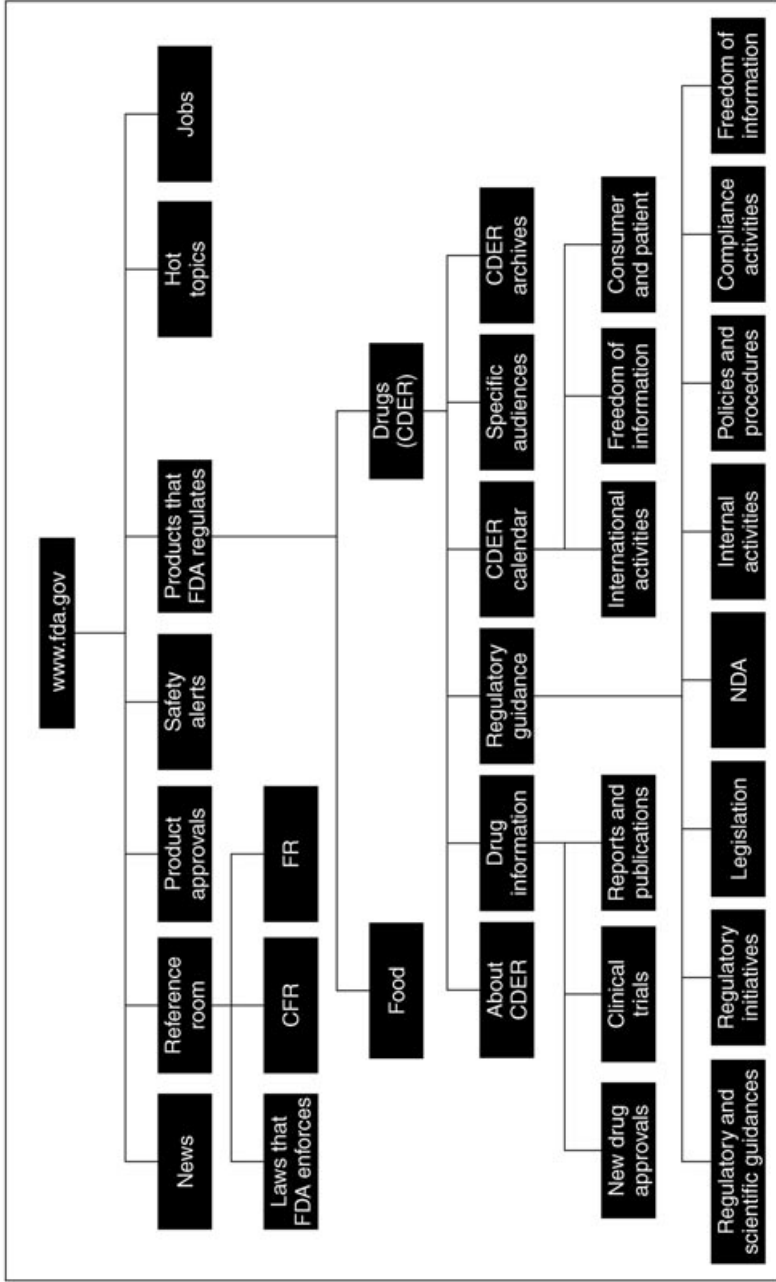 www.fda.gov
News
Reference
room
Product
approvals
Safety
alerts
Products that
FDA regulates
Hot
topics
Jobs
Laws that
FDA enforces
CFR
FR
Food
Drugs
(CDER)
About
CDER
Drug
information
Regulatory
guidance
CDER
calendar
Specific
audiences
CDER
archives
New drug
approvals
Clinical
trials
Reports and
publications
International
activities
Freedom of
information
Consumer
and patient
Regulatory and
scientific guidances
Regulatory
initiatives
Legislation
NDA
Internal
activities
Policies and
procedures
Compliance
activities
Freedom of
information